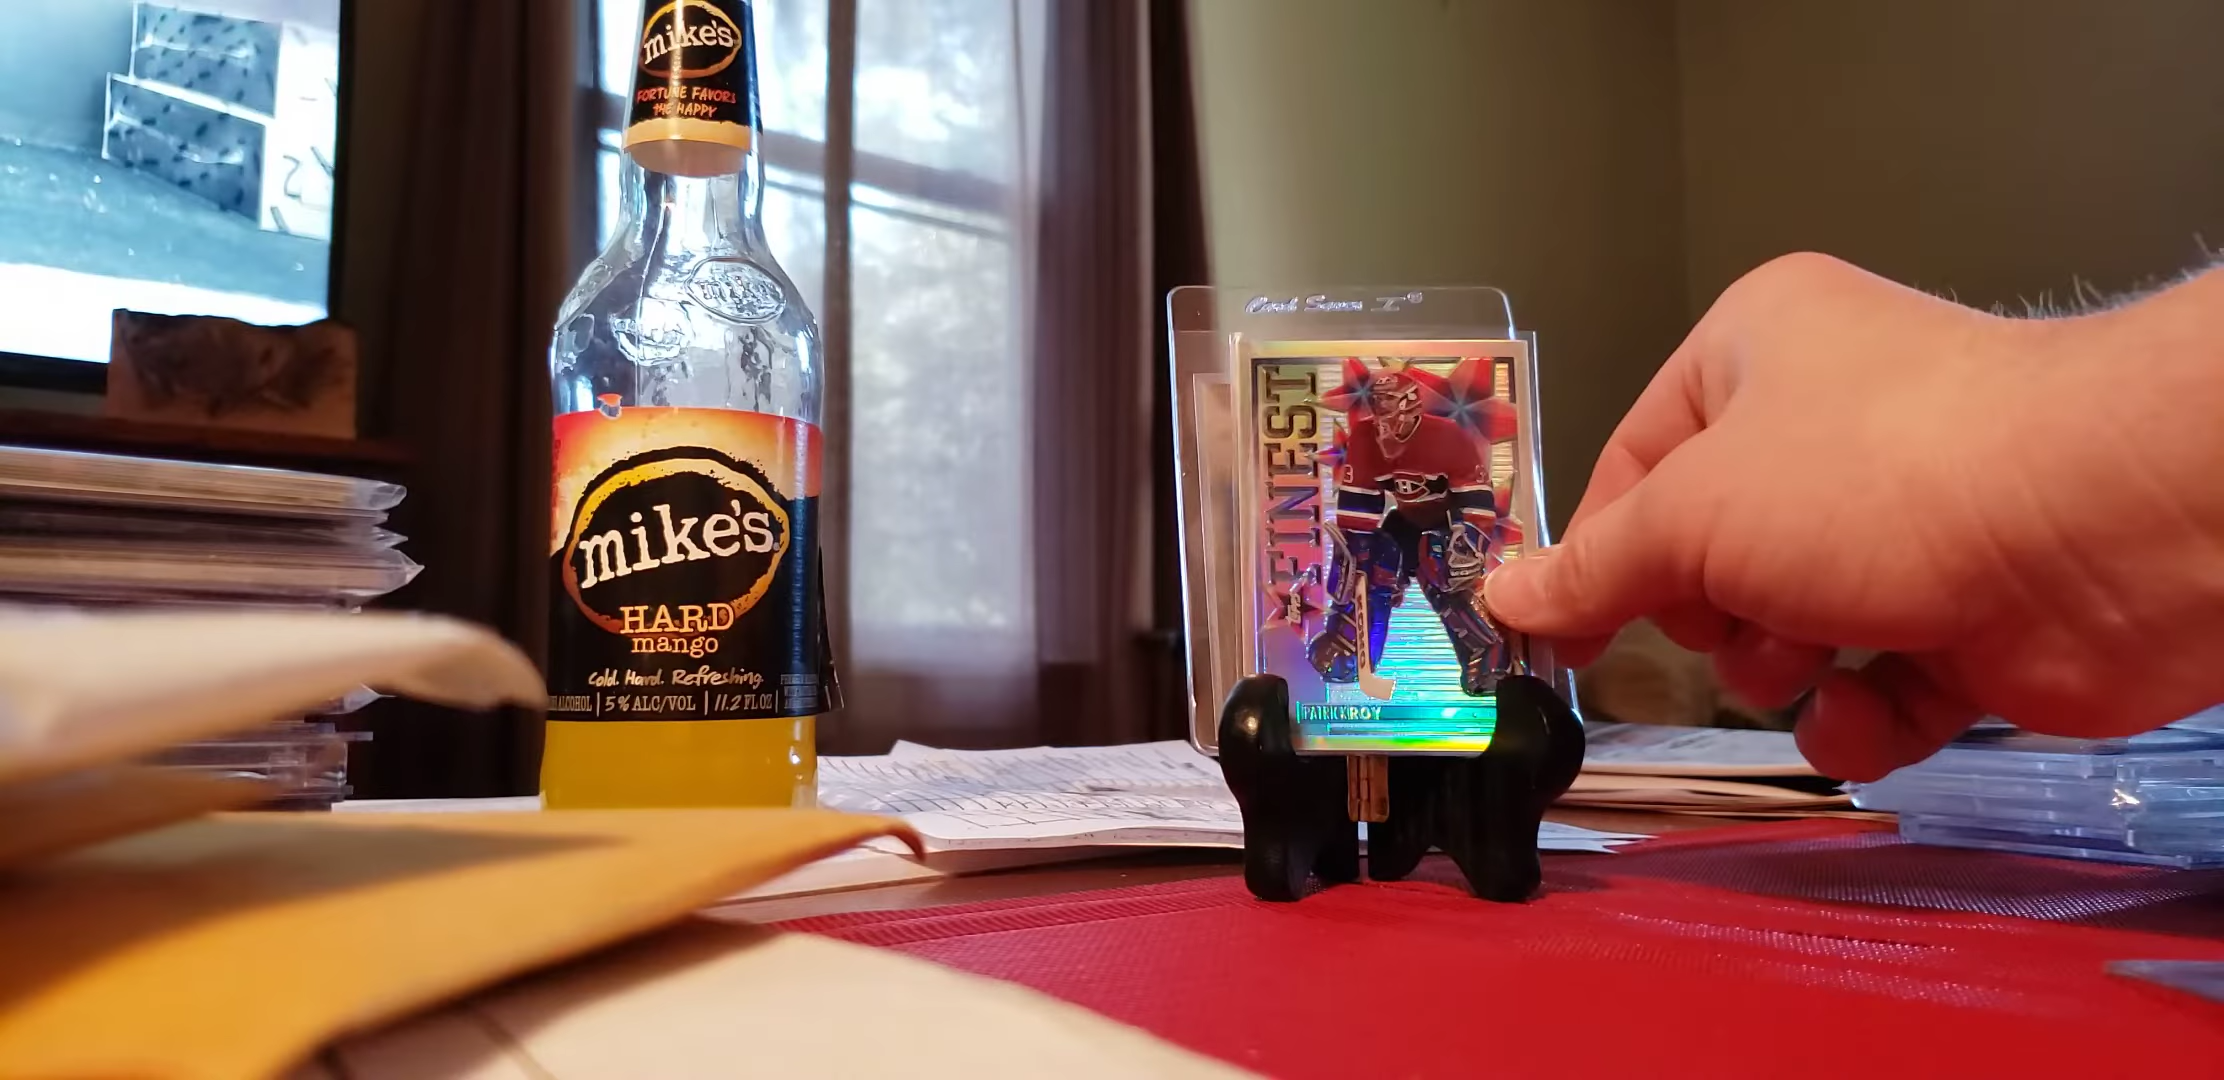 mike's
FORTUNE FAVORS
THE HAPPY
mike's
HARD
mango
Cold. Hard. Refreshing.
ALCOHOL | 5% ALC/VOL | 11.2 FL OZ
Card Saver I®
FINEST
PATRICK ROY